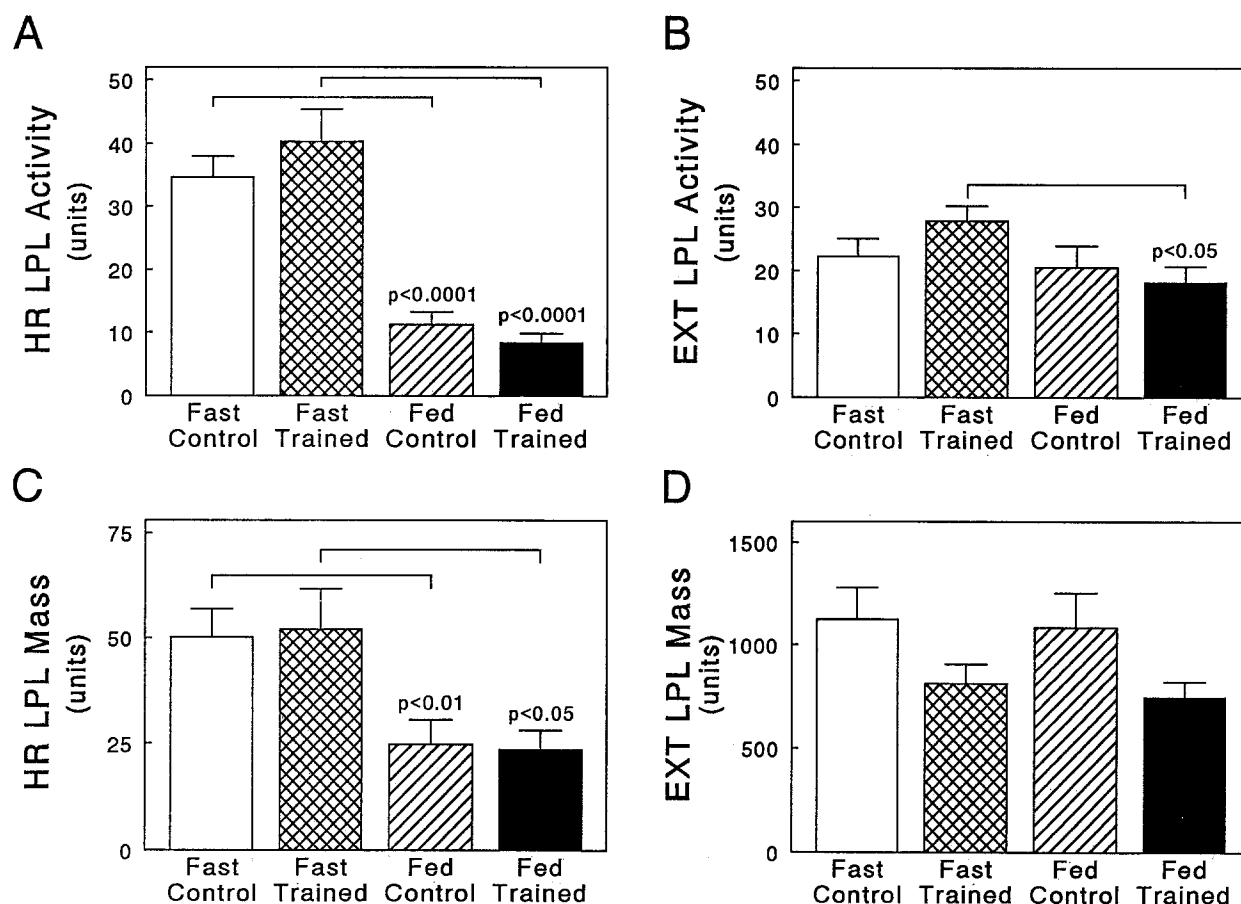 A
HR LPL Activity
(units)
50
40
30
20
10
0
p<0.0001
p<0.0001
Fast
Control
Fast
Trained
Fed
Control
Fed
Trained
B
EXT LPL Activity
(units)
50
40
30
20
10
0
p<0.05
Fast
Control
Fast
Trained
Fed
Control
Fed
Trained
C
HR LPL Mass
(units)
75
50
25
0
p<0.01
p<0.05
Fast
Control
Fast
Trained
Fed
Control
Fed
Trained
D
EXT LPL Mass
(units)
1500
1000
500
0
Fast
Control
Fast
Trained
Fed
Control
Fed
Trained